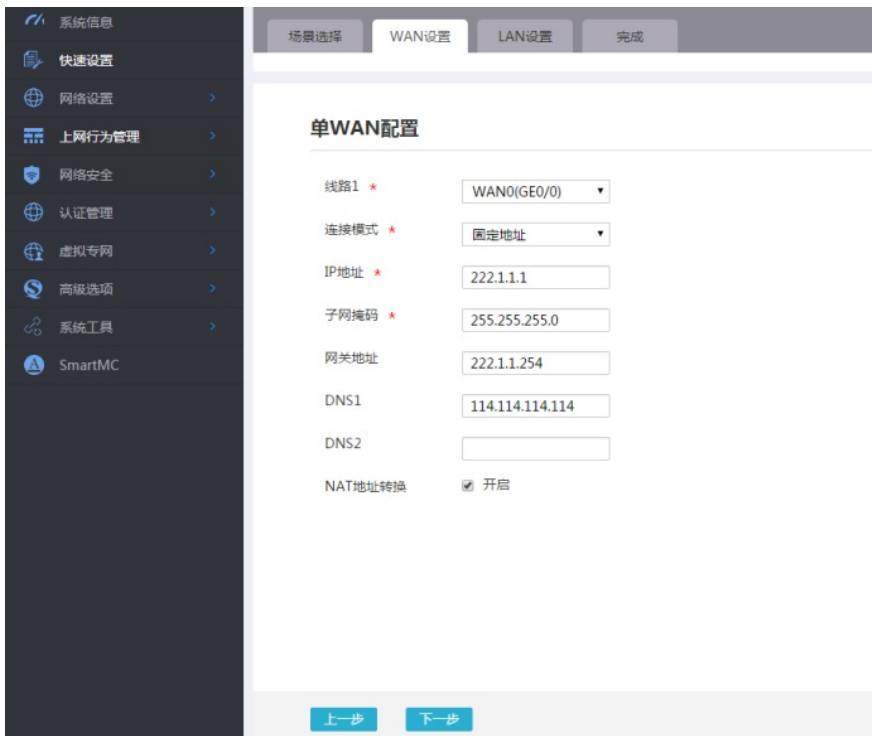 系统信息
快速设置
网络设置
上网行为管理
网络安全
认证管理
虚拟专网
高级选项
系统工具
SmartMC
场景选择 WAN设置 LAN设置 完成
单WAN配置
线路1 * WAN0(GE0/0)
连接模式 * 固定地址
IP地址 * 222.1.1.1
子网掩码 * 255.255.255.0
网关地址 222.1.1.254
DNS1 114.114.114.114
DNS2
NAT地址转换 开启
上一步 下一步